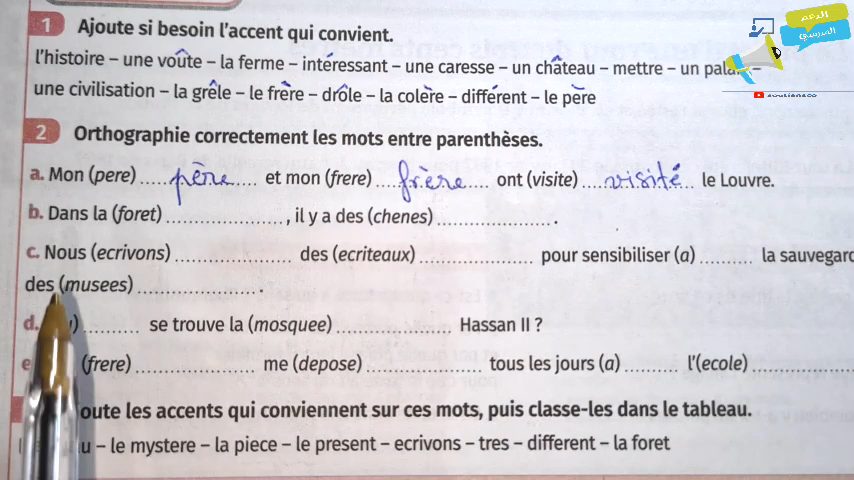 1 Ajoute si besoin l'accent qui convient.
l'histoire – une voûte – la ferme – intéressant – une caresse – un château – mettre – un pala
une civilisation – la grêle – le frère – drôle – la colère – différent – le père
2 Orthographie correctement les mots entre parenthèses.
a. Mon (pere) père et mon (frere) frère ont (visite) visité le Louvre.
b. Dans la (foret) ............ , il y a des (chenes) ............ .
c. Nous (ecrivons) ............ des (ecriteaux) ............ pour sensibiliser (a) ......... la sauvegard
des (musees) ............ .
d. ) ......... se trouve la (mosquee) ............ Hassan II ?
e (frere) ............ me (depose) ............ tous les jours (a) ......... l'(ecole) ............
oute les accents qui conviennent sur ces mots, puis classe-les dans le tableau.
u – le mystere – la piece – le present – ecrivons – tres – different – la foret
الدعم
المدرسي